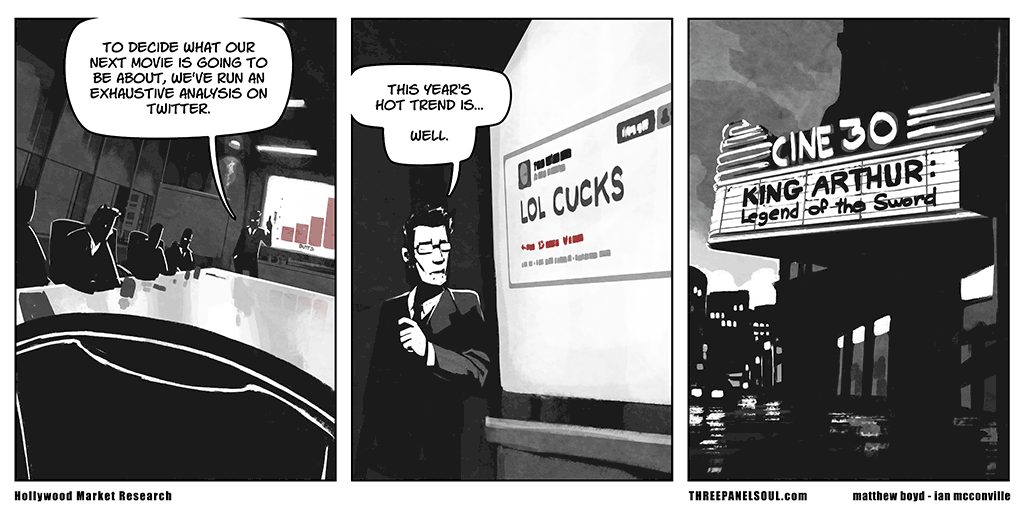 TO DECIDE WHAT OUR
NEXT MOVIE IS GOING TO
BE ABOUT, WE'VE RUN AN
EXHAUSTIVE ANALYSIS ON
TWITTER.
THIS YEAR'S
HOT TREND IS...
WELL.
LOL CUCKS
CINE 30
KING ARTHUR:
Legend of the Sword
Hollywood Market Research
THREEPANELSOUL.com
matthew boyd - ian mcconville